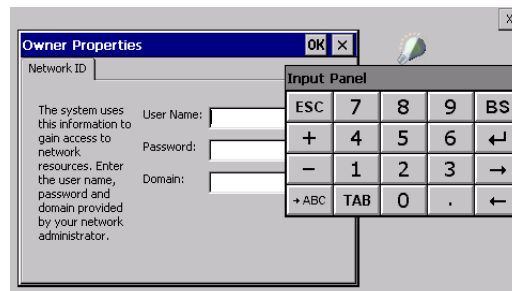 X
Owner Properties OK ×
Network ID
The system uses
this information to
gain access to
network
resources. Enter
the user name,
password and
domain provided
by your network
administrator.
User Name:
Password:
Domain:
Input Panel
ESC 7 8 9 BS
+ 4 5 6 ↵
− 1 2 3 →
→ABC TAB 0 . ←